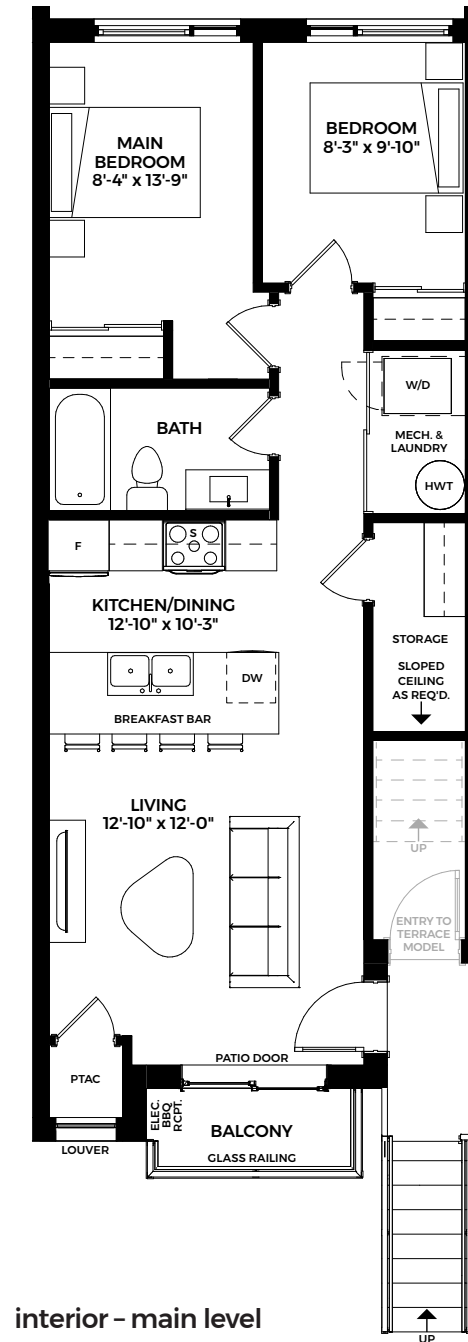 MAIN
BEDROOM
8'-4" x 13'-9"
BEDROOM
8'-3" x 9'-10"
W/D
MECH. &
LAUNDRY
HWT
BATH
F
S
KITCHEN/DINING
12'-10" x 10'-3"
DW
BREAKFAST BAR
STORAGE
SLOPED
CEILING
AS REQ'D.
LIVING
12'-10" x 12'-0"
UP
ENTRY TO
TERRACE
MODEL
PATIO DOOR
PTAC
ELEC.
BBQ
RCPT.
BALCONY
GLASS RAILING
LOUVER
interior – main level
UP